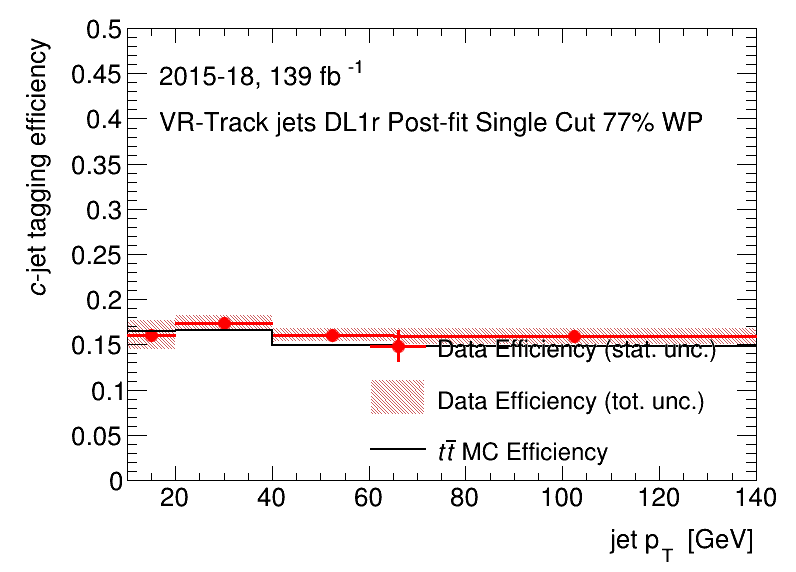 0.5
0.45
0.4
0.35
0.3
0.25
0.2
0.15
0.1
0.05
0
c-jet tagging efficiency
2015-18, 139 fb⁻¹
VR-Track jets DL1r Post-fit Single Cut 77% WP
Data Efficiency (stat. unc.)
Data Efficiency (tot. unc.)
tt̅ MC Efficiency
20 40 60 80 100 120 140
jet p_T [GeV]